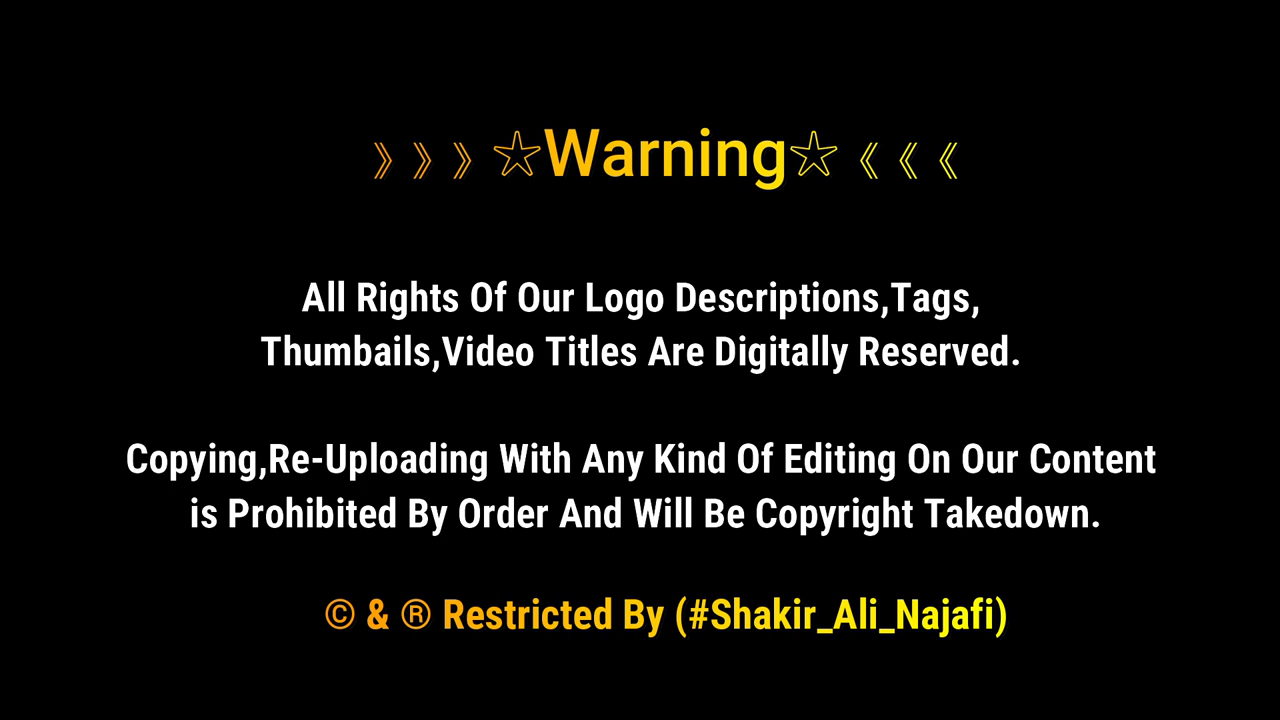 》》》☆Warning☆《《《
All Rights Of Our Logo Descriptions,Tags,
Thumbails,Video Titles Are Digitally Reserved.
Copying,Re-Uploading With Any Kind Of Editing On Our Content
is Prohibited By Order And Will Be Copyright Takedown.
© & ® Restricted By (#Shakir_Ali_Najafi)